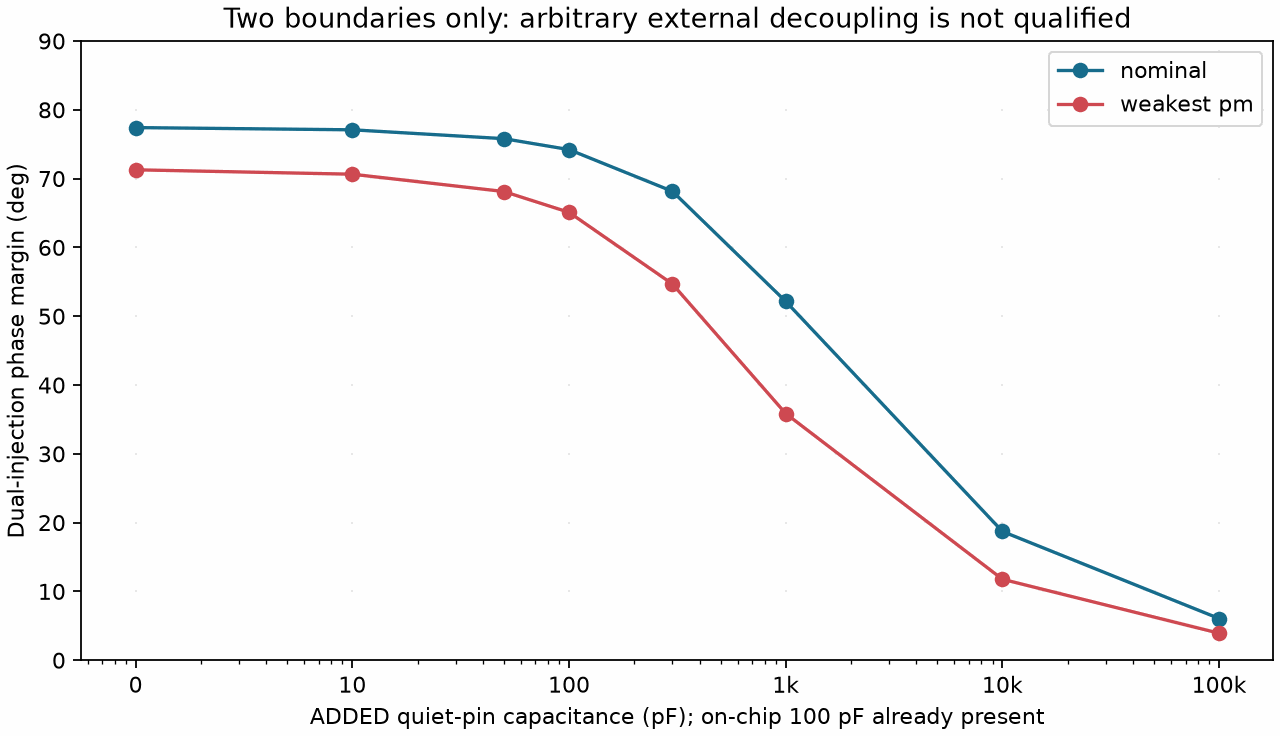 Two boundaries only: arbitrary external decoupling is not qualified
90
80
70
60
50
40
30
20
10
0
Dual-injection phase margin (deg)
nominal
weakest pm
0 10 100 1k 10k 100k
ADDED quiet-pin capacitance (pF); on-chip 100 pF already present